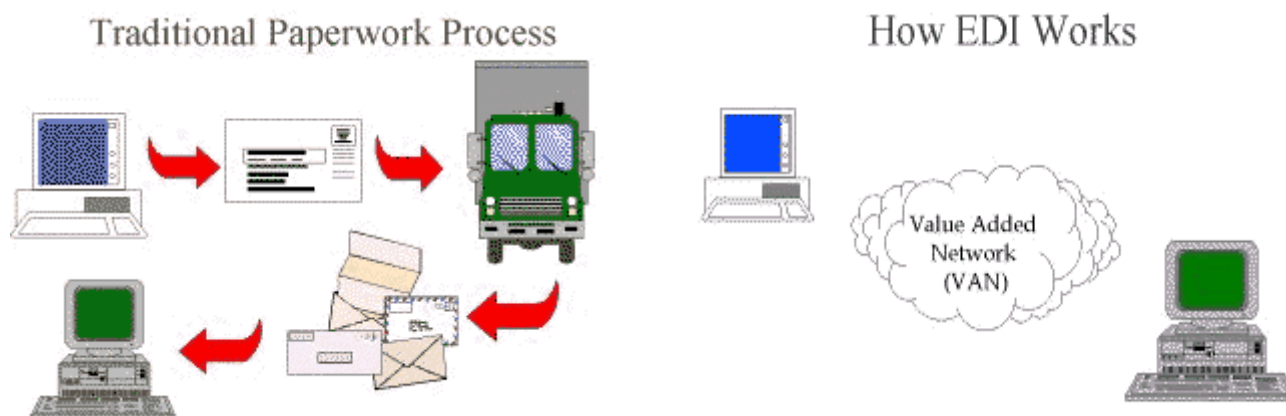 Traditional Paperwork Process
How EDI Works
Value Added
Network
(VAN)